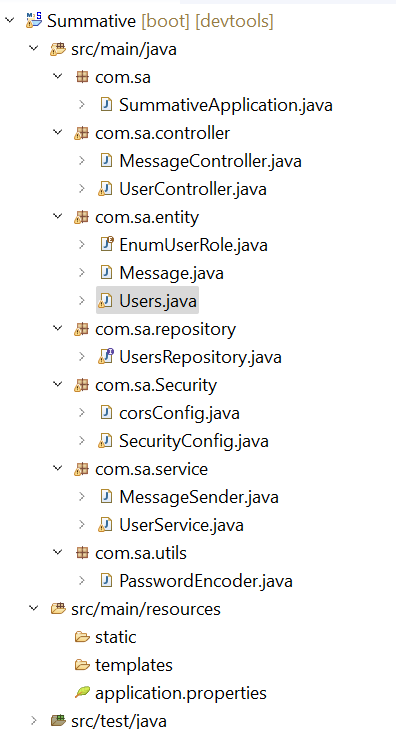 Summative [boot] [devtools]
src/main/java
com.sa
SummativeApplication.java
com.sa.controller
MessageController.java
UserController.java
com.sa.entity
EnumUserRole.java
Message.java
Users.java
com.sa.repository
UsersRepository.java
com.sa.Security
corsConfig.java
SecurityConfig.java
com.sa.service
MessageSender.java
UserService.java
com.sa.utils
PasswordEncoder.java
src/main/resources
static
templates
application.properties
src/test/java